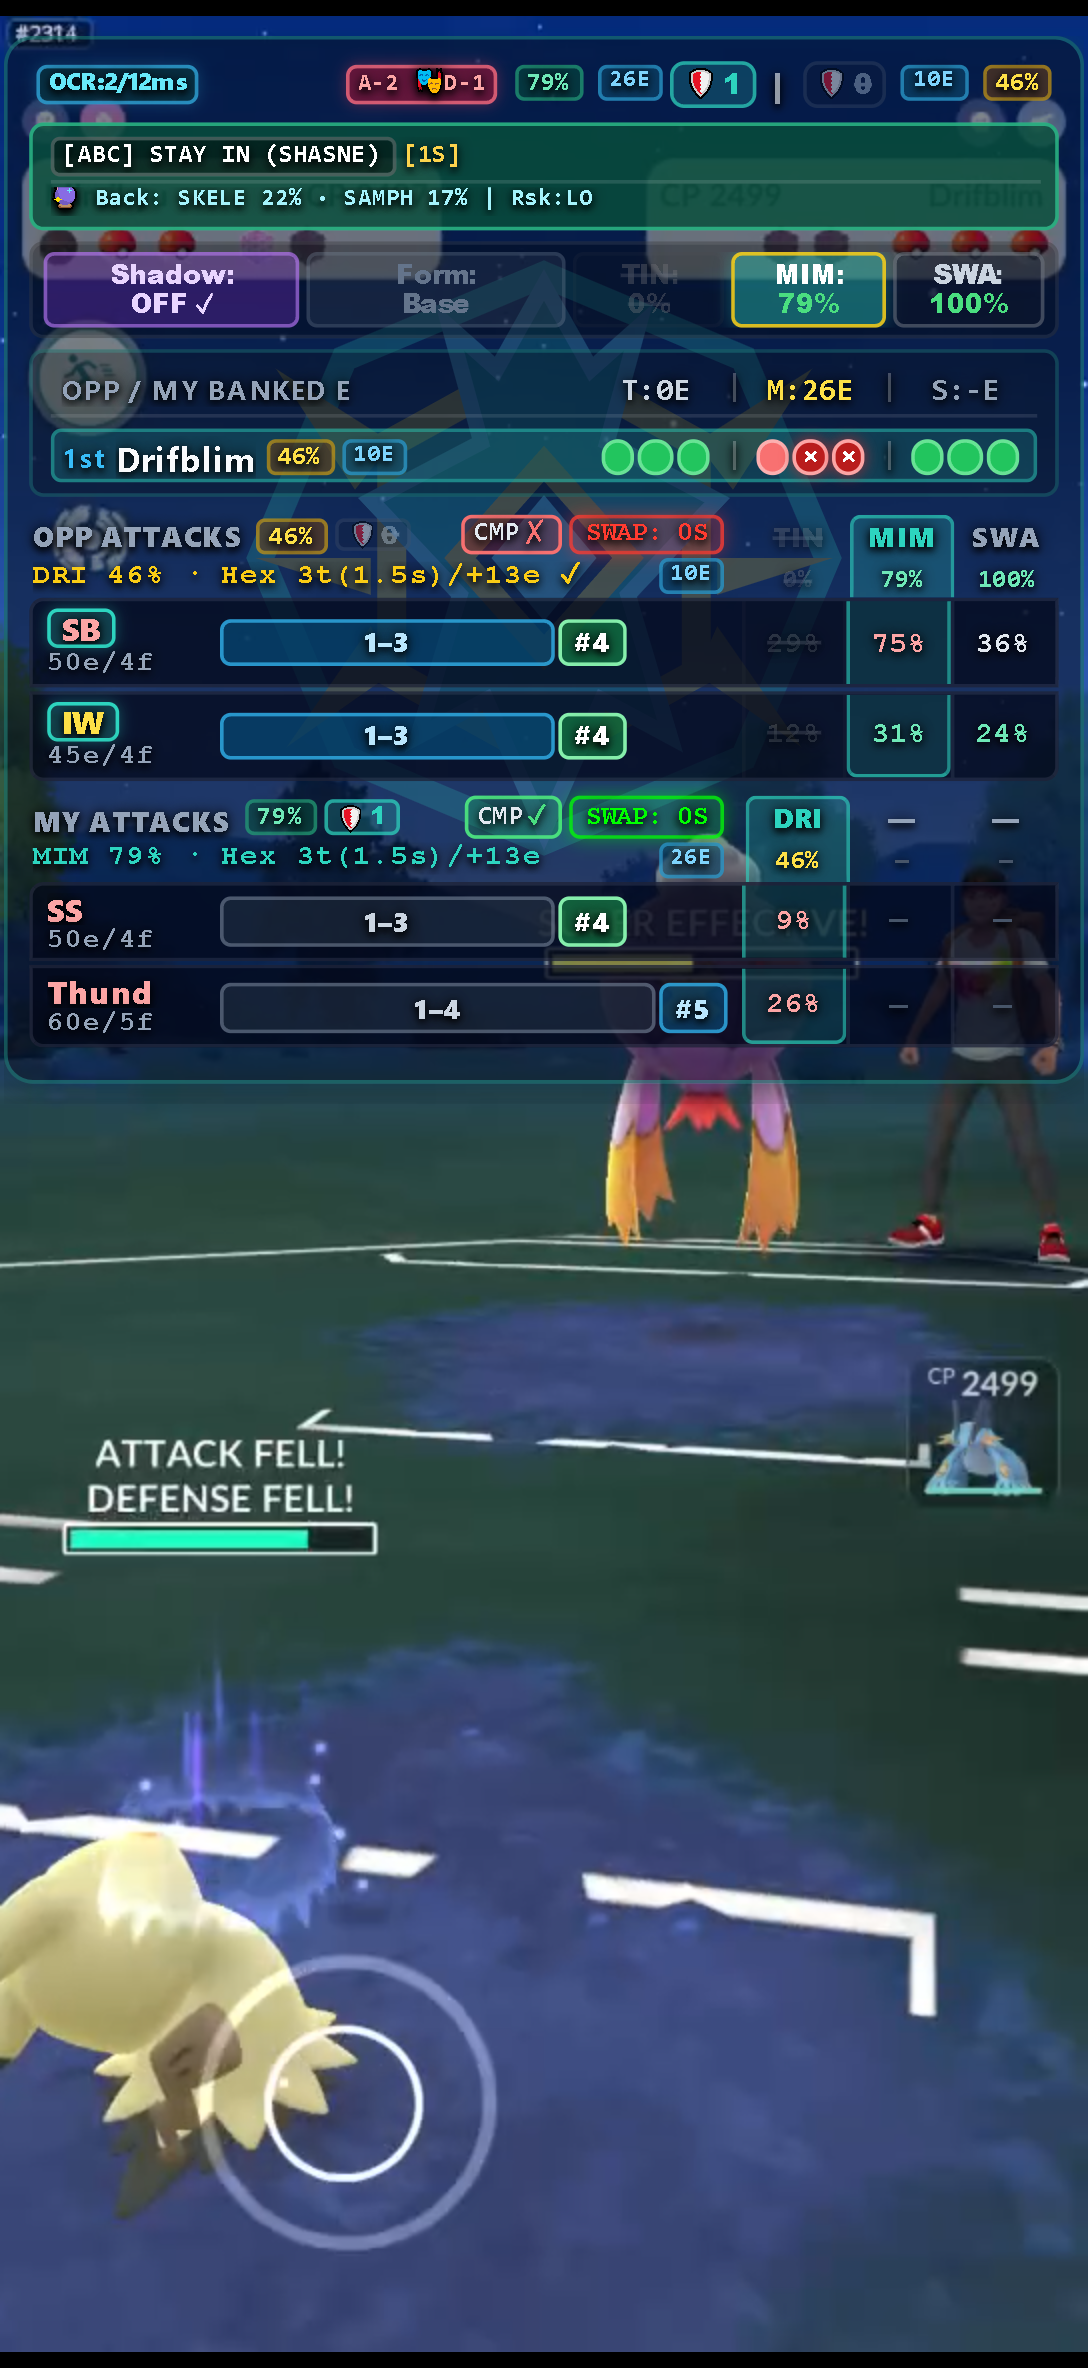 #2314
OCR:2/12ms A-2 D-1 79% 26E 1 | 0 10E 46%
[ABC] STAY IN (SHASNE) [1S]
Back: SKELE 22% · SAMPH 17% | Rsk:LO
CP 2499 Drifblim
Shadow: OFF ✓
Form: Base
TIN: 0%
MIM: 79%
SWA: 100%
OPP / MY BANKED E T:0E | M:26E | S:-E
1st Drifblim 46% 10E
OPP ATTACKS 46% 0 CMP ✗ SWAP: 0S TIN MIM SWA
DRI 46% · Hex 3t(1.5s)/+13e ✓ 10E 0% 79% 100%
SB 1–3 #4 29% 75% 36%
50e/4f
IW 1–3 #4 12% 31% 24%
45e/4f
MY ATTACKS 79% 1 CMP ✓ SWAP: 0S DRI — —
MIM 79% · Hex 3t(1.5s)/+13e 26E 46% – –
SS 1–3 #4 9% — —
50e/4f
SUPER EFFECTIVE!
Thund 1–4 #5 26% — —
60e/5f
CP 2499
ATTACK FELL!
DEFENSE FELL!